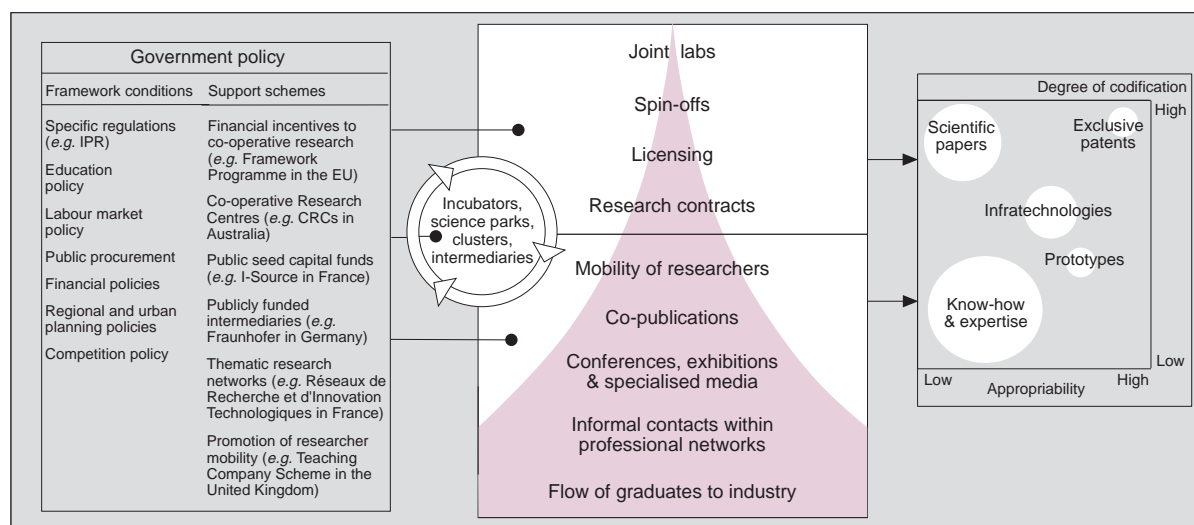 Government policy
Framework conditions
Specific regulations
(e.g. IPR)
Education
policy
Labour market
policy
Public procurement
Financial policies
Regional and urban
planning policies
Competition policy
Support schemes
Financial incentives to
co-operative research
(e.g. Framework
Programme in the EU)
Co-operative Research
Centres (e.g. CRCs in
Australia)
Public seed capital funds
(e.g. I-Source in France)
Publicly funded
intermediaries (e.g.
Fraunhofer in Germany)
Thematic research
networks (e.g. Réseaux de
Recherche et d'Innovation
Technologiques in France)
Promotion of researcher
mobility (e.g. Teaching
Company Scheme in the
United Kingdom)
Incubators,
science parks,
clusters,
intermediaries
Joint labs
Spin-offs
Licensing
Research contracts
Mobility of researchers
Co-publications
Conferences, exhibitions
& specialised media
Informal contacts within
professional networks
Flow of graduates to industry
Degree of codification
High
Scientific
papers
Exclusive
patents
Infratechnologies
Prototypes
Know-how
& expertise
Low
Low
Appropriability
High